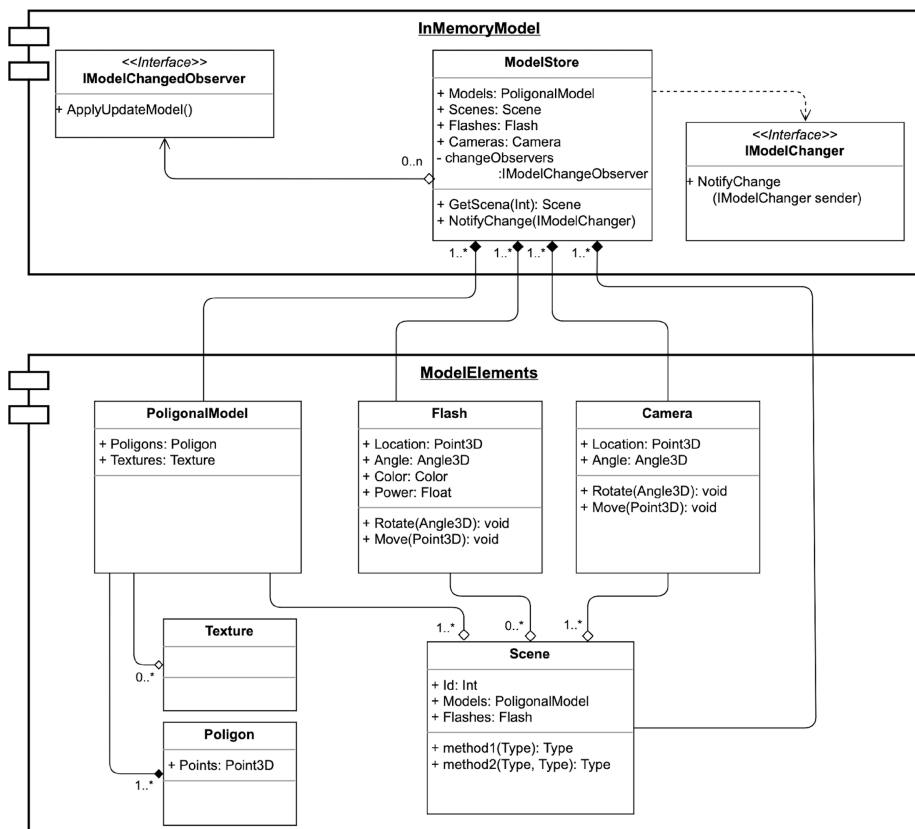 InMemoryModel
<<Interface>>
IModelChangedObserver
+ ApplyUpdateModel()
ModelStore
+ Models: PoligonalModel
+ Scenes: Scene
+ Flashes: Flash
+ Cameras: Camera
- changeObservers
:IModelChangeObserver
+ GetScena(Int): Scene
+ NotifyChange(IModelChanger)
<<Interface>>
IModelChanger
+ NotifyChange
(IModelChanger sender)
0..n
1..*
1..*
1..*
1..*
ModelElements
PoligonalModel
+ Poligons: Poligon
+ Textures: Texture
Flash
+ Location: Point3D
+ Angle: Angle3D
+ Color: Color
+ Power: Float
+ Rotate(Angle3D): void
+ Move(Point3D): void
Camera
+ Location: Point3D
+ Angle: Angle3D
+ Rotate(Angle3D): void
+ Move(Point3D): void
1..*
0..*
1..*
Texture
0..*
Poligon
+ Points: Point3D
1..*
Scene
+ Id: Int
+ Models: PoligonalModel
+ Flashes: Flash
+ method1(Type): Type
+ method2(Type, Type): Type